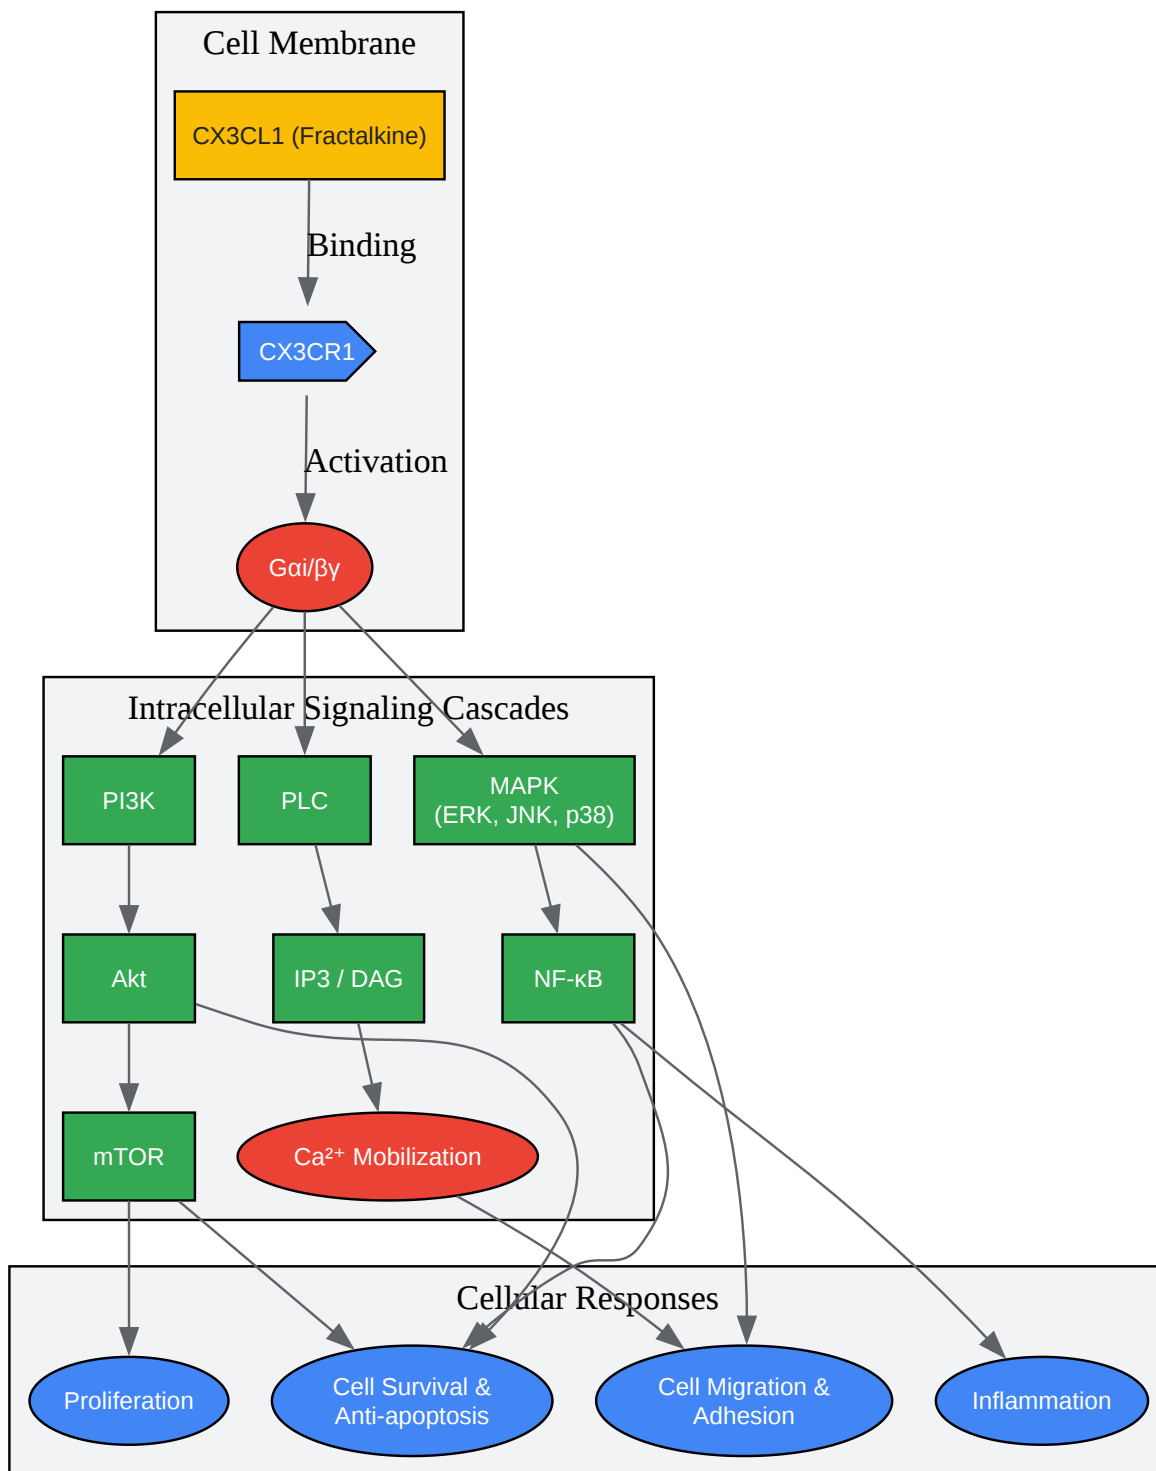 Cell Membrane
CX3CL1 (Fractalkine)
Binding
CX3CR1
Activation
Gαi/βγ
Intracellular Signaling Cascades
PI3K
PLC
MAPK
(ERK, JNK, p38)
Akt
IP3 / DAG
NF-κB
mTOR
Ca²⁺ Mobilization
Cellular Responses
Proliferation
Cell Survival &
Anti-apoptosis
Cell Migration &
Adhesion
Inflammation